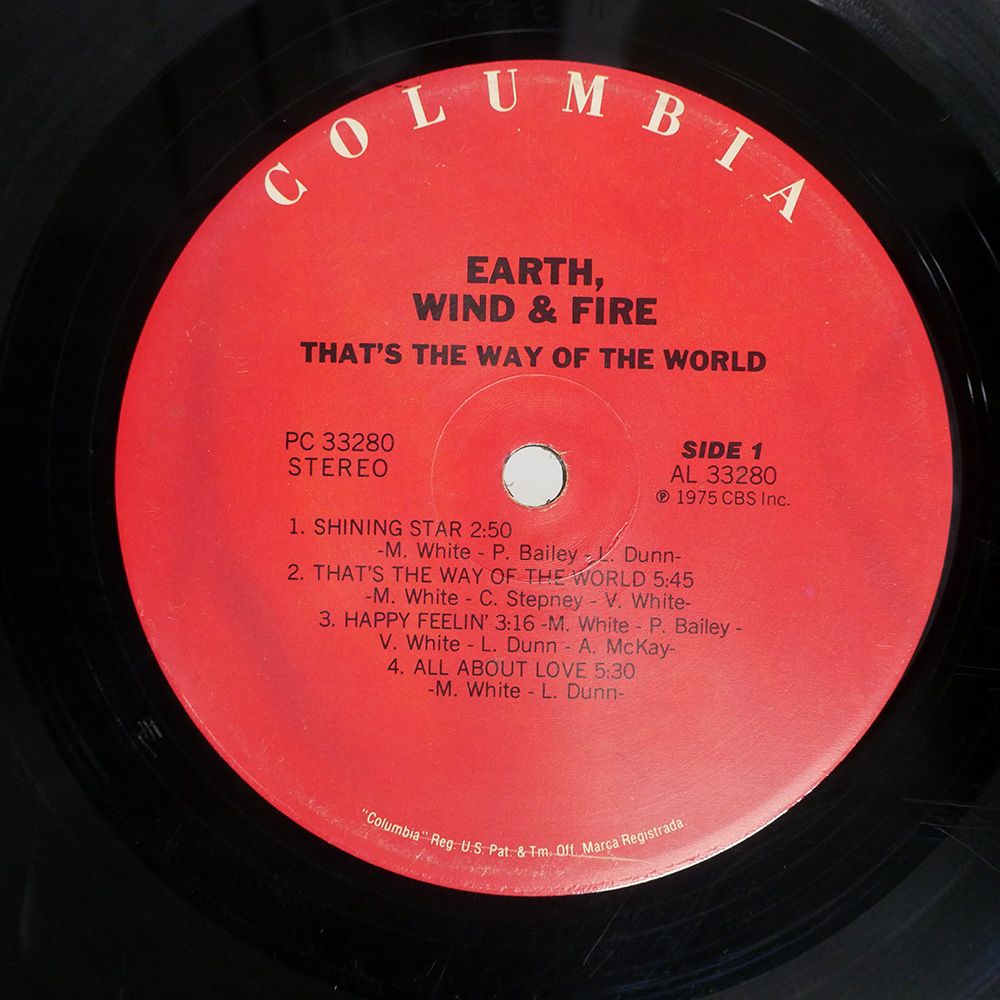 COLUMBIA
EARTH,
WIND & FIRE
THAT'S THE WAY OF THE WORLD
PC 33280
STEREO
SIDE 1
AL 33280
℗ 1975 CBS Inc.
1. SHINING STAR 2:50
-M. White - P. Bailey - L. Dunn-
2. THAT'S THE WAY OF THE WORLD 5:45
-M. White - C. Stepney - V. White-
3. HAPPY FEELIN' 3:16 -M. White - P. Bailey -
V. White - L. Dunn - A. McKay-
4. ALL ABOUT LOVE 5:30
-M. White - L. Dunn-
"Columbia" Reg. U.S. Pat. & Tm. Off. Marca Registrada